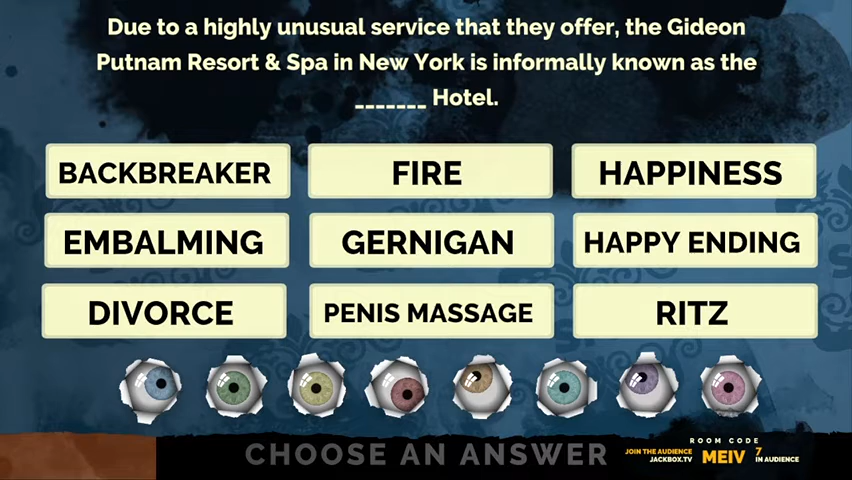 Due to a highly unusual service that they offer, the Gideon
Putnam Resort & Spa in New York is informally known as the
_______ Hotel.
BACKBREAKER
FIRE
HAPPINESS
EMBALMING
GERNIGAN
HAPPY ENDING
DIVORCE
PENIS MASSAGE
RITZ
CHOOSE AN ANSWER
JOIN THE AUDIENCE
JACKBOX.TV
ROOM CODE
MEIV
7
IN AUDIENCE